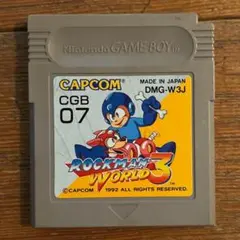 Nintendo GAME BOY
CAPCOM
MADE IN JAPAN
CGB
DMG-W3J
07
ROCKMAN
WORLD 3
©CAPCOM 1992 ALL RIGHTS RESERVED